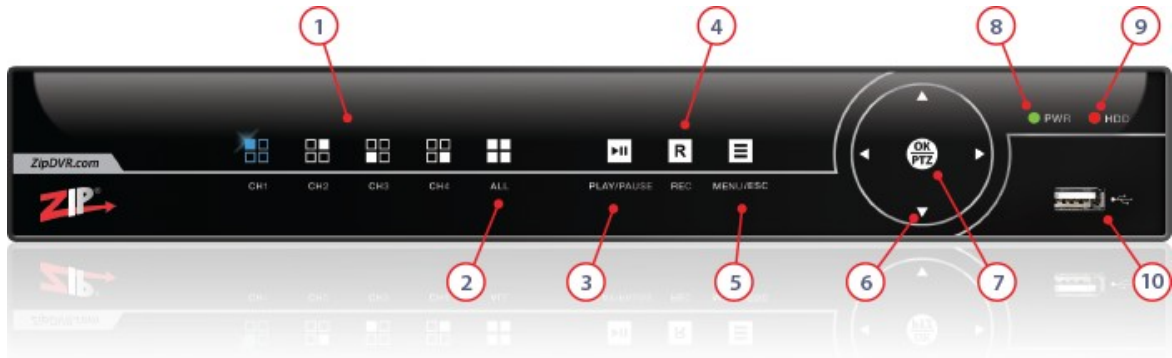 1
4
8
9
PWR
HDD
OK
PTZ
R
ZipDVR.com
CH1
CH2
CH3
CH4
ALL
PLAY/PAUSE
REC
MENU/ESC
ZIP®
2
3
5
6
7
10